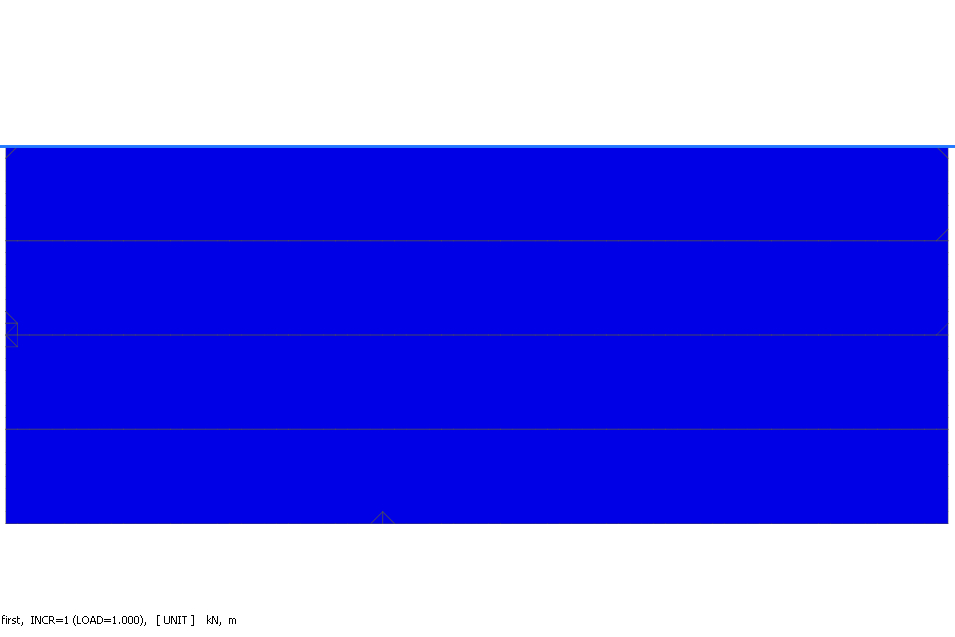 first, INCR=1 (LOAD=1.000), [ UNIT ] kN, m